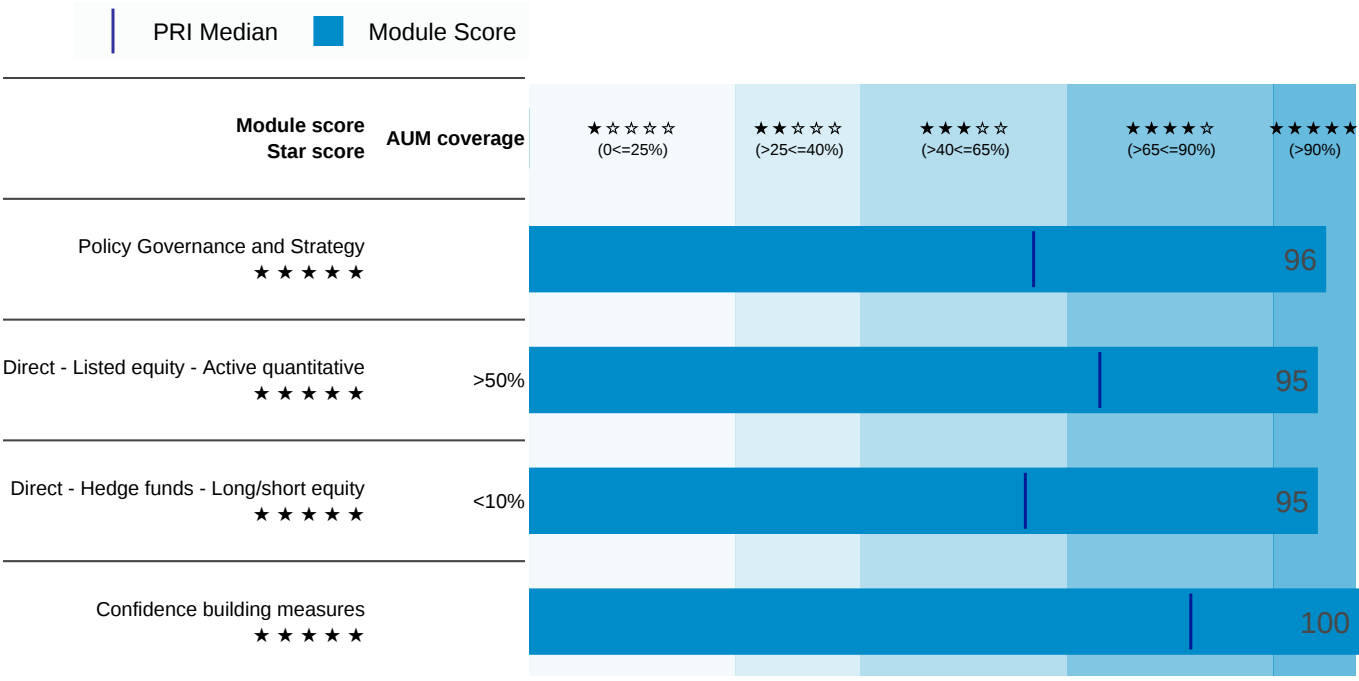 PRI Median Module Score
Module score
Star score
AUM coverage
★☆☆☆☆
(0<=25%)
★★☆☆☆
(>25<=40%)
★★★☆☆
(>40<=65%)
★★★★☆
(>65<=90%)
★★★★★
(>90%)
Policy Governance and Strategy
★★★★★
96
Direct - Listed equity - Active quantitative
★★★★★
>50%
95
Direct - Hedge funds - Long/short equity
★★★★★
<10%
95
Confidence building measures
★★★★★
100